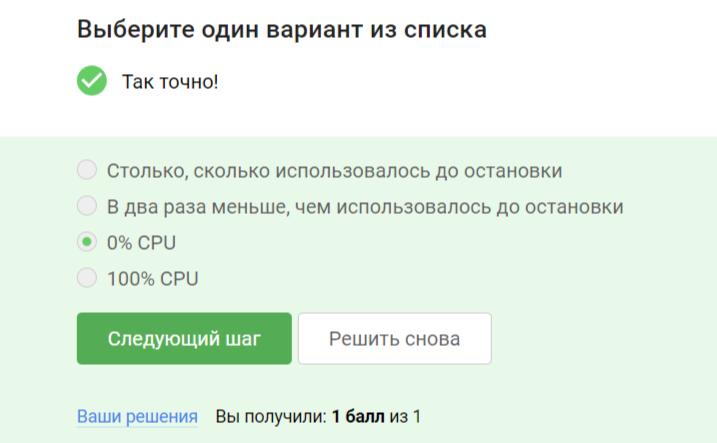 Выберите один вариант из списка
Так точно!
Столько, сколько использовалось до остановки
В два раза меньше, чем использовалось до остановки
0% CPU
100% CPU
Следующий шаг Решить снова
Ваши решения Вы получили: 1 балл из 1